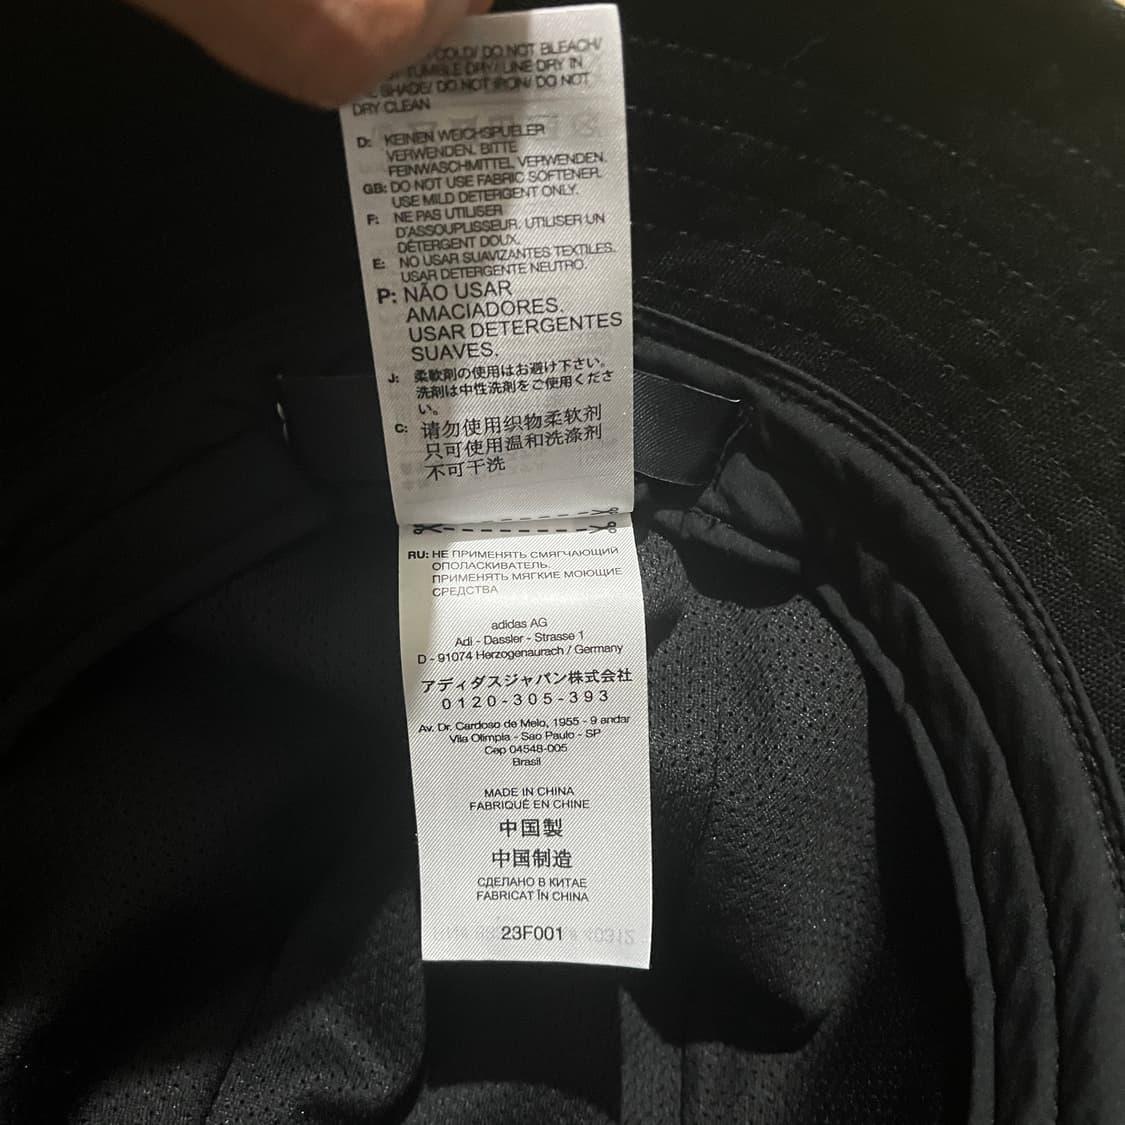 COLD/ DO NOT BLEACH/
TUMBLE DRY/ LINE DRY IN
SHADE/ DO NOT IRON/ DO NOT
DRY CLEAN
D: KEINEN WEICHSPUELER
VERWENDEN. BITTE
FEINWASCHMITTEL VERWENDEN.
GB: DO NOT USE FABRIC SOFTENER.
USE MILD DETERGENT ONLY.
F: NE PAS UTILISER
D'ASSOUPLISSEUR. UTILISER UN
DÉTERGENT DOUX.
E: NO USAR SUAVIZANTES TEXTILES.
USAR DETERGENTE NEUTRO.
P: NÃO USAR
AMACIADORES.
USAR DETERGENTES
SUAVES.
J: 柔軟剤の使用はお避け下さい。
洗剤は中性洗剤をご使用くださ
い。
C: 请勿使用织物柔软剂
只可使用温和洗涤剂
不可干洗
RU: НЕ ПРИМЕНЯТЬ СМЯГЧАЮЩИЙ
ОПОЛАСКИВАТЕЛЬ.
ПРИМЕНЯТЬ МЯГКИЕ МОЮЩИЕ
СРЕДСТВА
adidas AG
Adi - Dassler - Strasse 1
D - 91074 Herzogenaurach / Germany
アディダスジャパン株式会社
0120-305-393
Av. Dr. Cardoso de Melo, 1955 - 9 andar
Vila Olimpia - Sao Paulo - SP
Cep 04548-005
Brasil
MADE IN CHINA
FABRIQUÉ EN CHINE
中国製
中国制造
СДЕЛАНО В КИТАЕ
FABRICAT ÎN CHINA
23F001